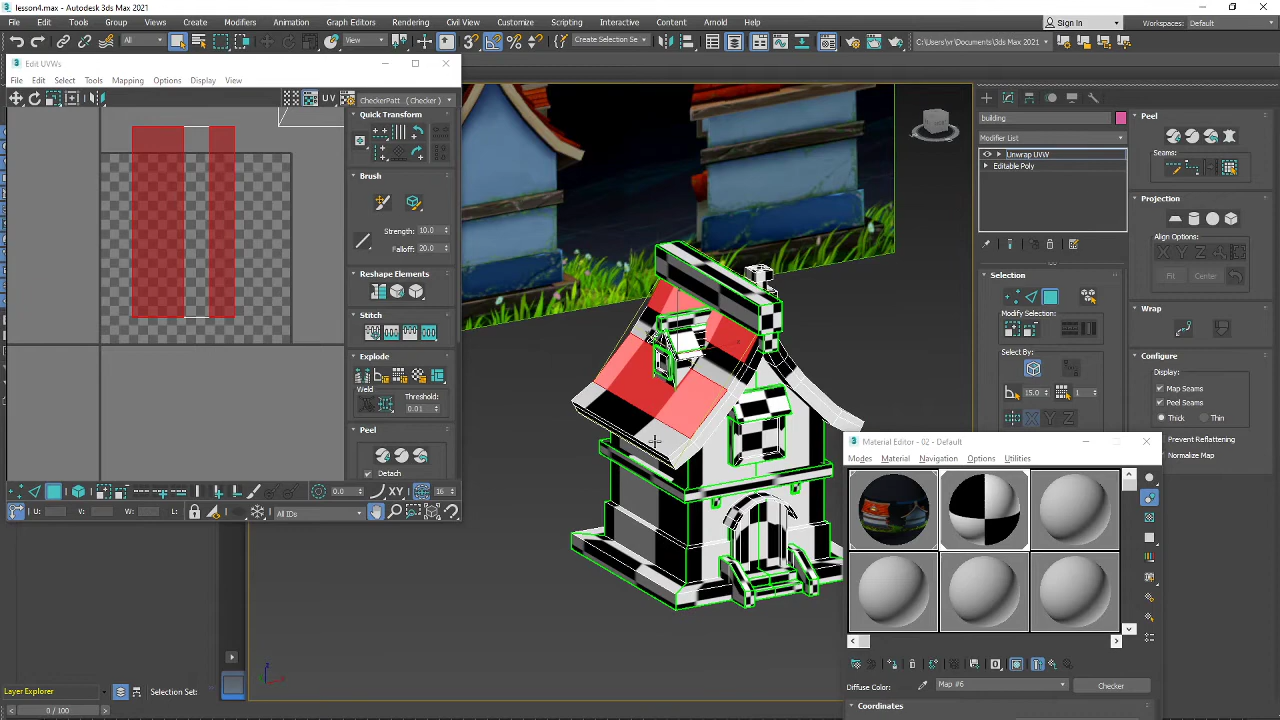 lesson4.max - Autodesk 3ds Max 2021
File Edit Tools Group Views Create Modifiers Animation Graph Editors Rendering Civil View Customize Scripting Interactive Content Arnold Help
Sign In
Workspaces: Default
All
View
Create Selection Se
C:\Users\yr\Documents\3ds Max 2021
Edit UVWs
File Edit Select Tools Mapping Options Display View
UV
CheckerPatt ( Checker )
Quick Transform
Brush
Strength: 10.0
Falloff: 20.0
Reshape Elements
Stitch
Explode
Weld
Threshold:
0.01
Peel
Detach
0.0
XY
16
U:
V:
W:
L:
All IDs
building
Modifier List
Unwrap UVW
Editable Poly
Selection
Modify Selection:
Select By:
15.0
1
X Y Z
Peel
Seams:
Projection
Align Options:
X Y Z
Fit
Center
Wrap
Configure
Display:
Map Seams
Peel Seams
Thick
Thin
Prevent Reflattening
Normalize Map
Material Editor - 02 - Default
Modes Material Navigation Options Utilities
Diffuse Color:
Map #6
Checker
Coordinates
Layer Explorer
Selection Set:
0 / 100